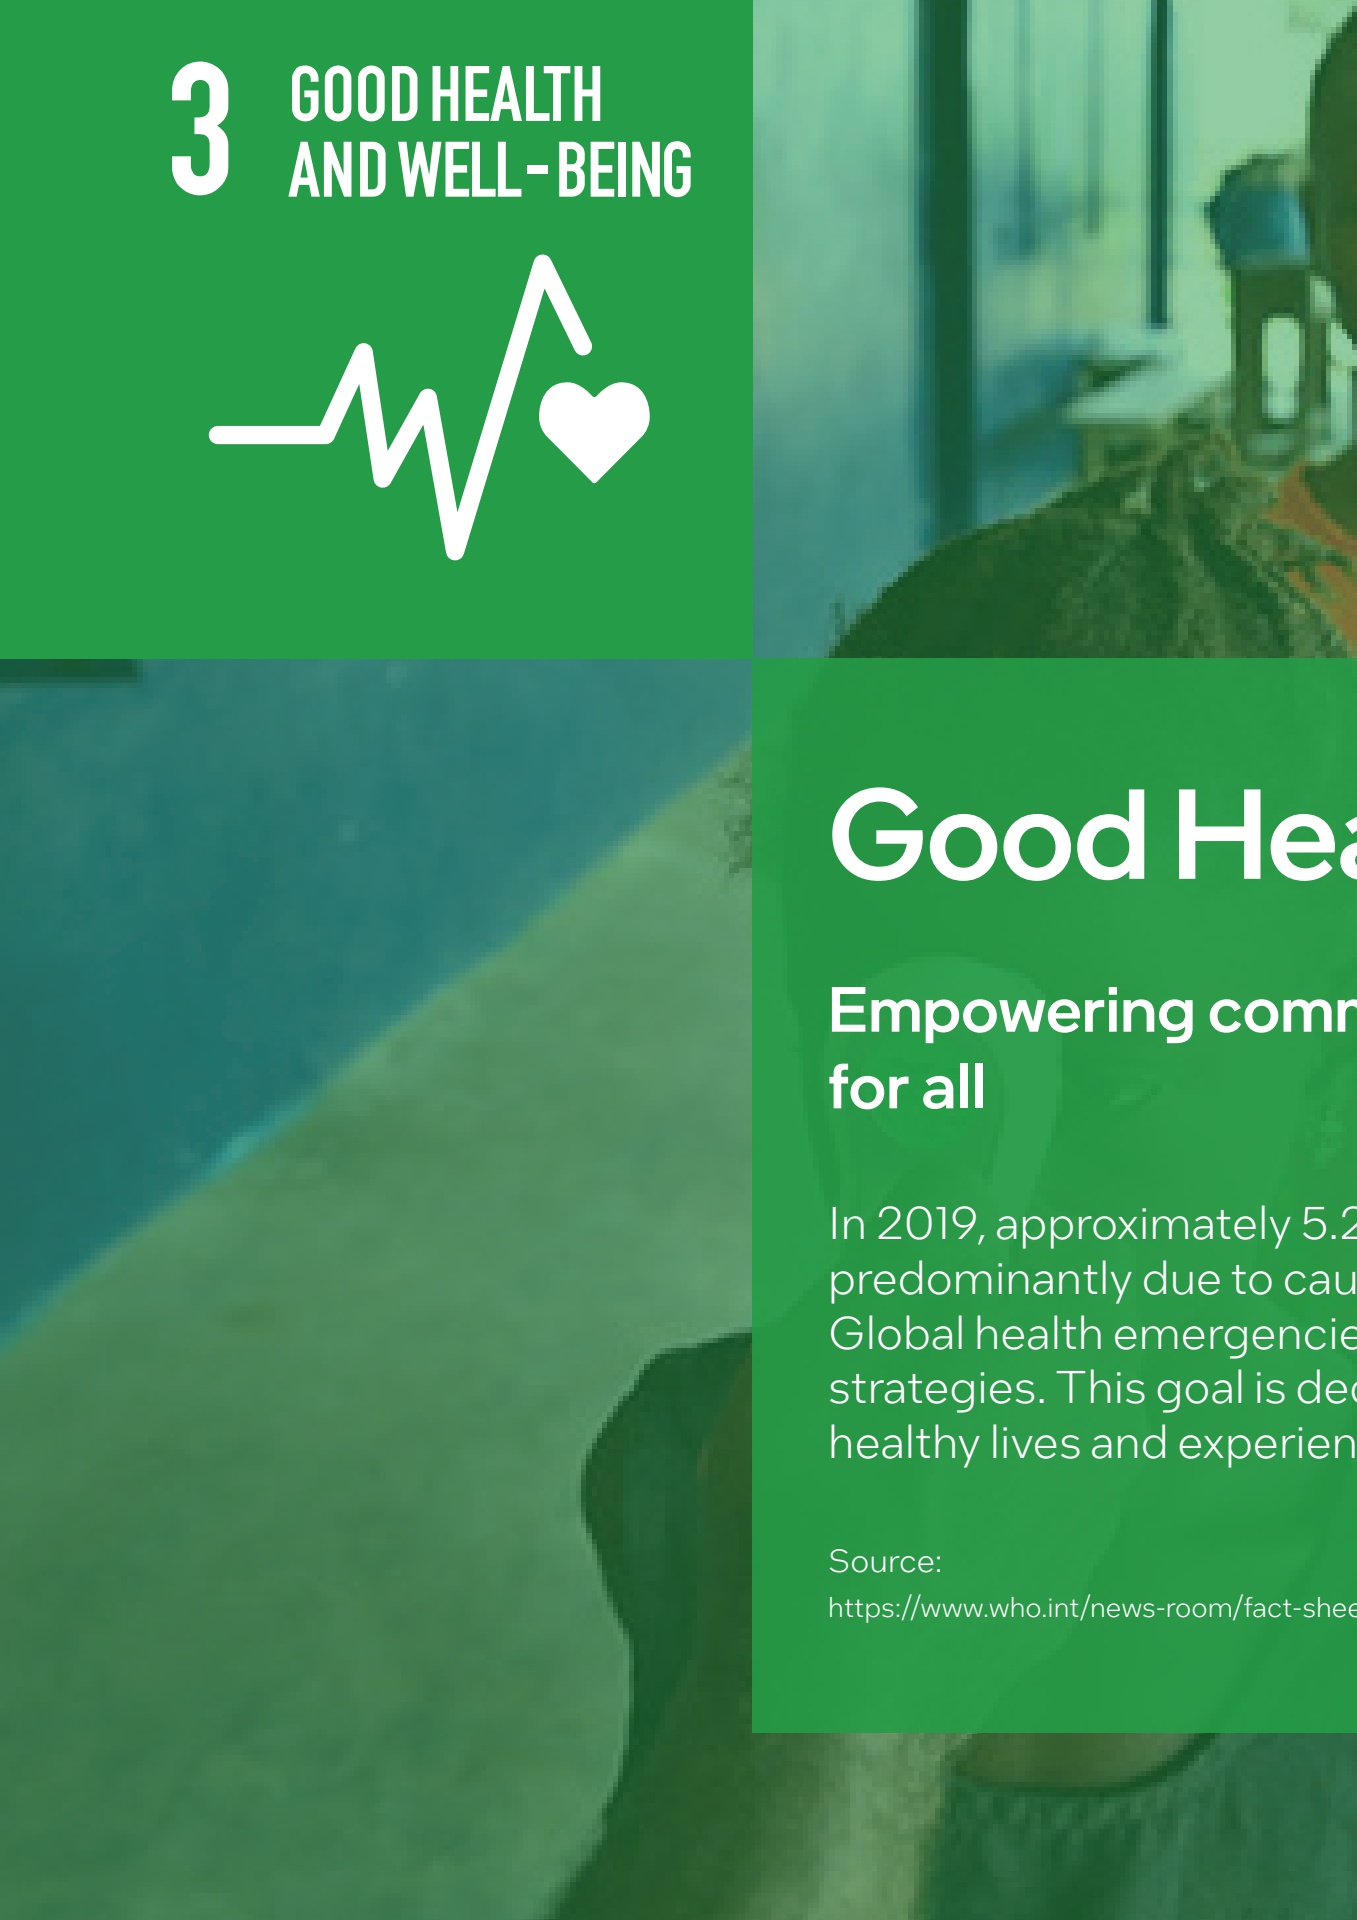 3
GOOD HEALTH
AND WELL-BEING
Good Hea
Empowering comm
for all
In 2019, approximately 5.2
predominantly due to cau
Global health emergencie
strategies. This goal is dec
healthy lives and experien
Source:
https://www.who.int/news-room/fact-shee